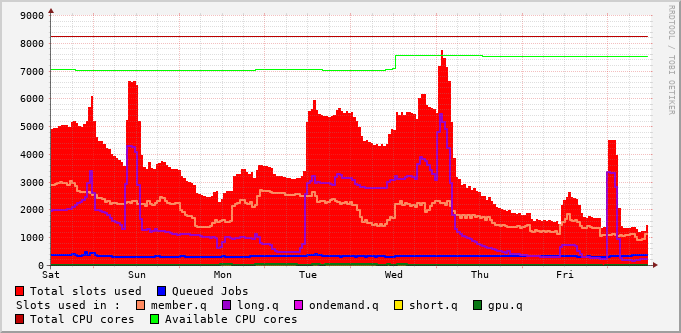 9000
8000
7000
6000
5000
4000
3000
2000
1000
0
Sat Sun Mon Tue Wed Thu Fri
RRDTOOL / TOBI OETIKER
Total slots used Queued Jobs
Slots used in : member.q long.q ondemand.q short.q gpu.q
Total CPU cores Available CPU cores